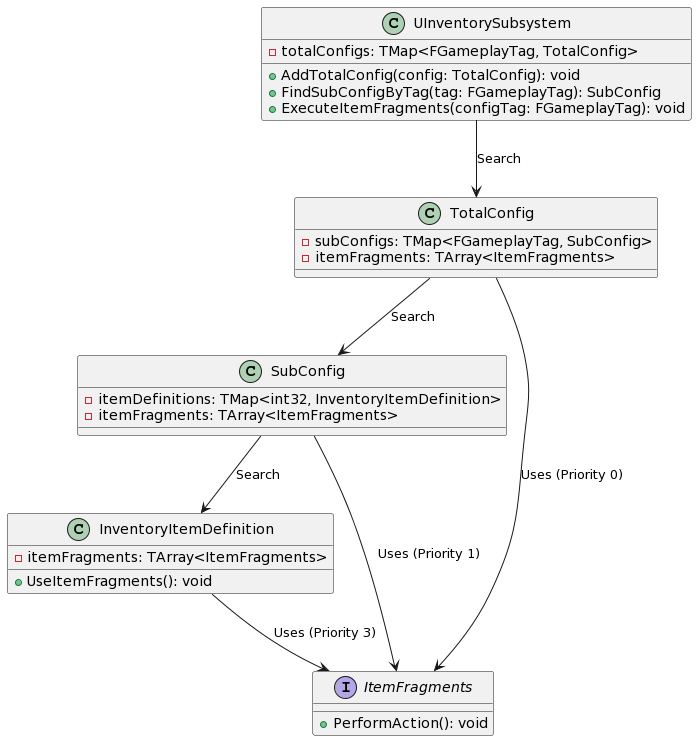 C UInventorySubsystem
totalConfigs: TMap<FGameplayTag, TotalConfig>
AddTotalConfig(config: TotalConfig): void
FindSubConfigByTag(tag: FGameplayTag): SubConfig
ExecuteItemFragments(configTag: FGameplayTag): void
Search
C TotalConfig
subConfigs: TMap<FGameplayTag, SubConfig>
itemFragments: TArray<ItemFragments>
Search
C SubConfig
itemDefinitions: TMap<int32, InventoryItemDefinition>
itemFragments: TArray<ItemFragments>
Search
Uses (Priority 0)
C InventoryItemDefinition
itemFragments: TArray<ItemFragments>
UseItemFragments(): void
Uses (Priority 1)
Uses (Priority 3)
I ItemFragments
PerformAction(): void